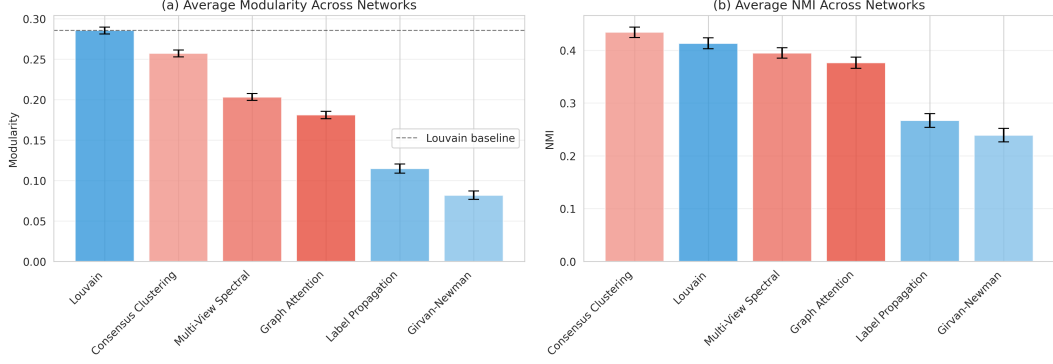 (a) Average Modularity Across Networks
0.30
0.25
0.20
0.15
0.10
0.05
0.00
Modularity
Louvain baseline
Louvain
Consensus Clustering
Multi-View Spectral
Graph Attention
Label Propagation
Girvan-Newman
(b) Average NMI Across Networks
0.4
0.3
0.2
0.1
0.0
NMI
Consensus Clustering
Louvain
Multi-View Spectral
Graph Attention
Label Propagation
Girvan-Newman